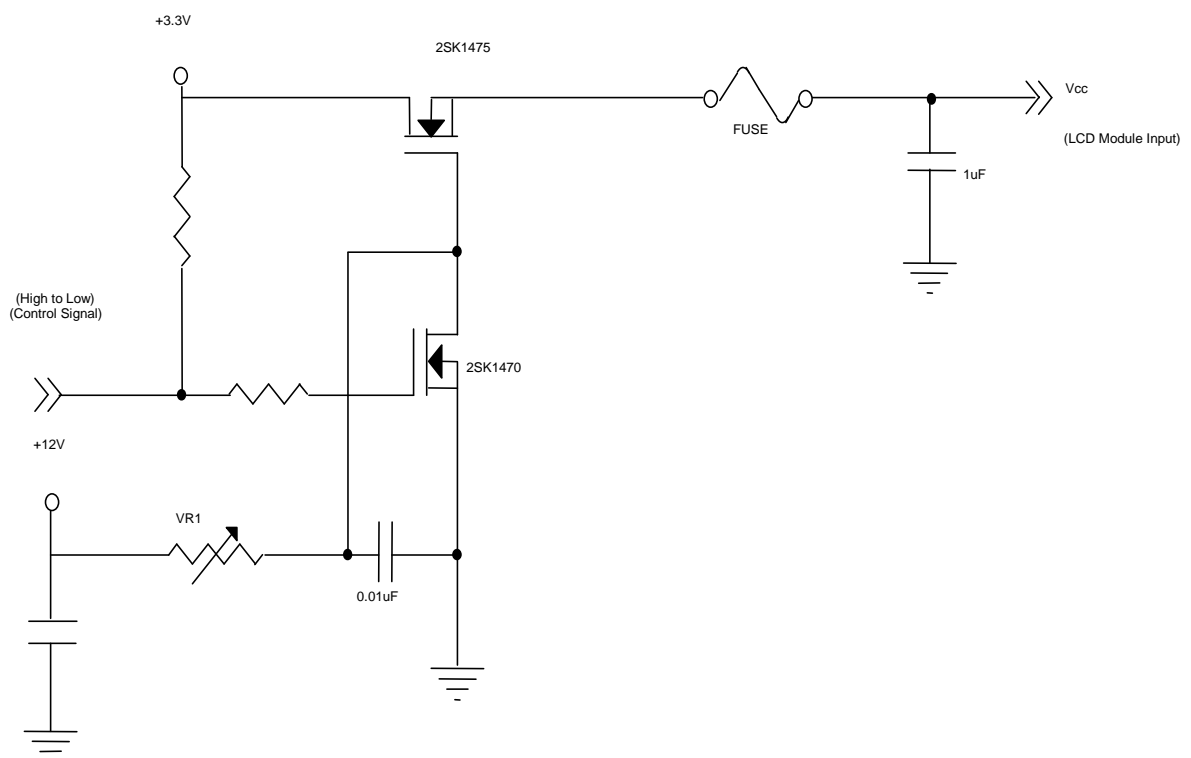 +3.3V
2SK1475
Vcc
FUSE
(LCD Module Input)
1uF
(High to Low)
(Control Signal)
2SK1470
+12V
VR1
0.01uF